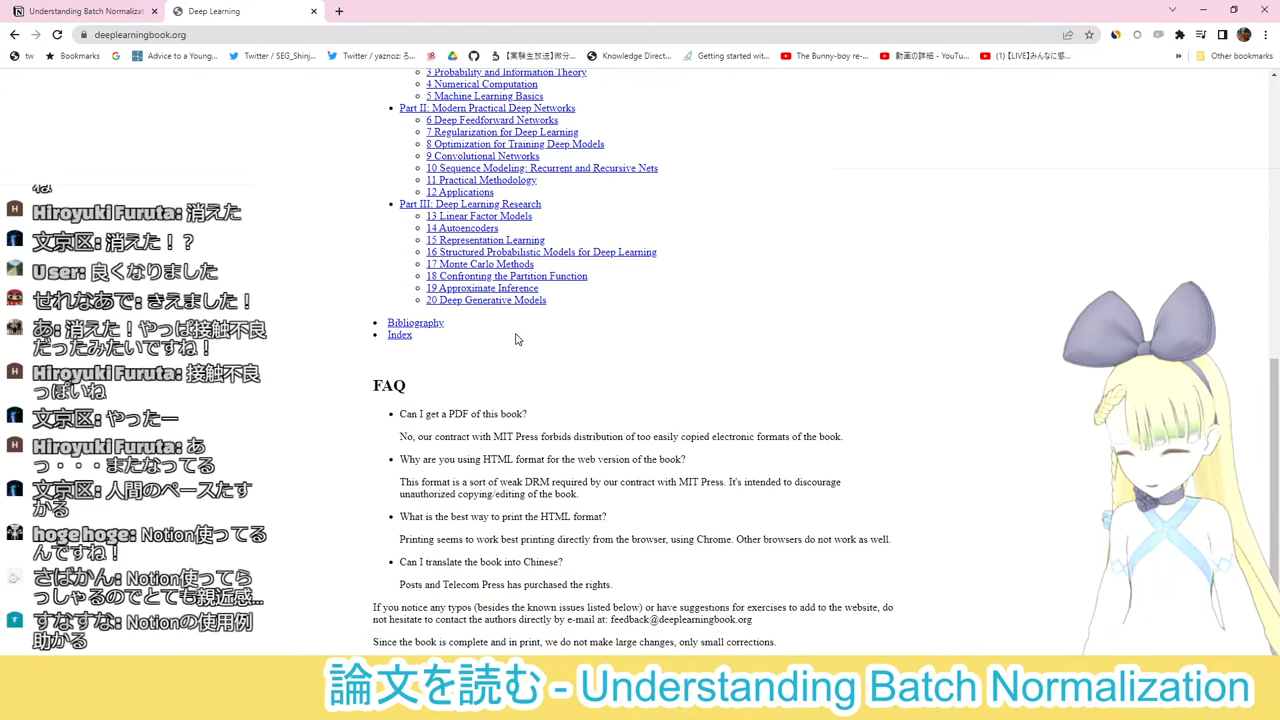 Understanding Batch Normaliza
Deep Learning
deeplearningbook.org
tw
Bookmarks
Advice to a Young...
Twitter / SEG_Shinj...
Twitter / yaznoz: ろ...
【実験生放送】微分...
Knowledge Direct...
Getting started wit...
The Bunny-boy re-...
動画の詳細 - YouTu...
(1) 【LIVE】みんなに感...
Other bookmarks
3 Probability and Information Theory
4 Numerical Computation
5 Machine Learning Basics
Part II: Modern Practical Deep Networks
6 Deep Feedforward Networks
7 Regularization for Deep Learning
8 Optimization for Training Deep Models
9 Convolutional Networks
10 Sequence Modeling: Recurrent and Recursive Nets
11 Practical Methodology
12 Applications
Part III: Deep Learning Research
13 Linear Factor Models
14 Autoencoders
15 Representation Learning
16 Structured Probabilistic Models for Deep Learning
17 Monte Carlo Methods
18 Confronting the Partition Function
19 Approximate Inference
20 Deep Generative Models
Bibliography
Index
FAQ
Can I get a PDF of this book?
No, our contract with MIT Press forbids distribution of too easily copied electronic formats of the book.
Why are you using HTML format for the web version of the book?
This format is a sort of weak DRM required by our contract with MIT Press. It's intended to discourage
unauthorized copying/editing of the book.
What is the best way to print the HTML format?
Printing seems to work best printing directly from the browser, using Chrome. Other browsers do not work as well.
Can I translate the book into Chinese?
Posts and Telecom Press has purchased the rights.
If you notice any typos (besides the known issues listed below) or have suggestions for exercises to add to the website, do
not hesitate to contact the authors directly by e-mail at: feedback@deeplearningbook.org
Since the book is complete and in print, we do not make large changes, only small corrections.
Hiroyuki Furuta: 消えた
文京区: 消えた！？
User: 良くなりました
せれなあで: きえました！
あ: 消えた！やっぱ接触不良
だったみたいですね！
Hiroyuki Furuta: 接触不良
っぽいね
文京区: やったー
Hiroyuki Furuta: あ
っ・・・またなってる
文京区: 人間のペースたす
かる
hoge hoge: Notion使ってる
んですね！
さばかん: Notion使ってら
っしゃるのでとても親近感...
すなすな: Notionの使用例
助かる
論文を読む - Understanding Batch Normalization